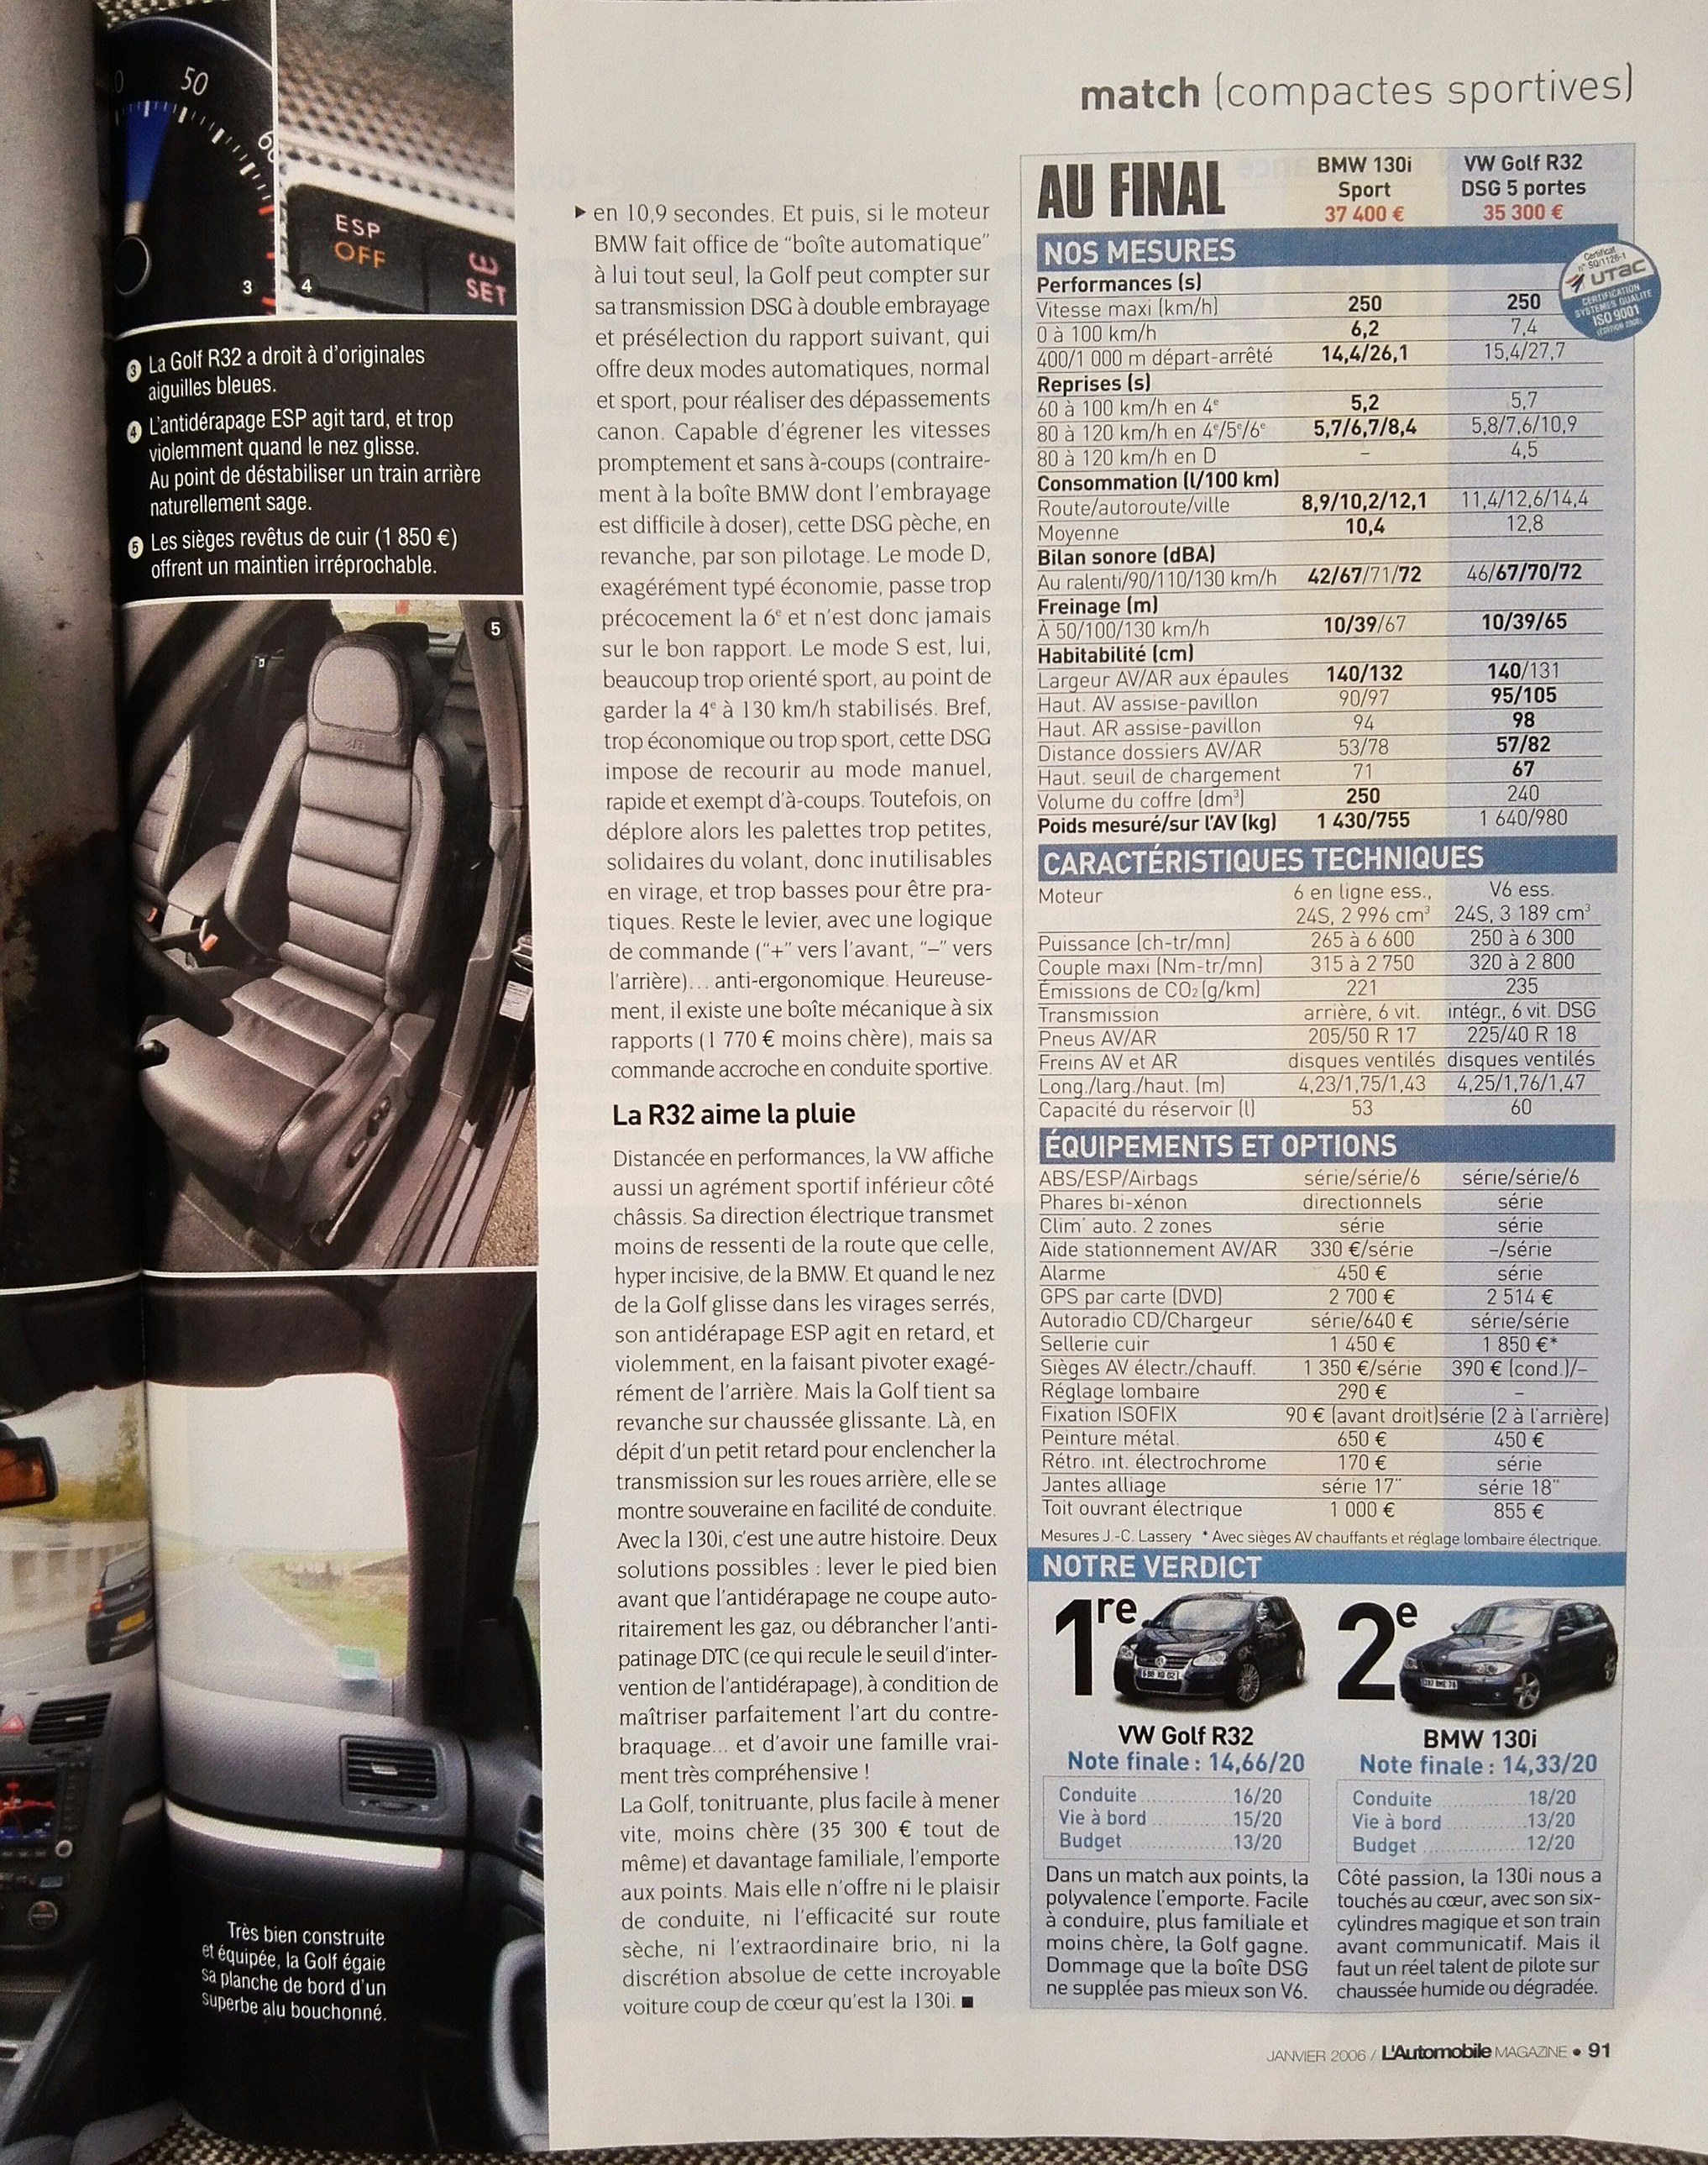 50
60
ESP
OFF
SET
3
4
3 La Golf R32 a droit à d'originales
aiguilles bleues.
4 L'antidérapage ESP agit tard, et trop
violemment quand le nez glisse.
Au point de déstabiliser un train arrière
naturellement sage.
5 Les sièges revêtus de cuir (1 850 €)
offrent un maintien irréprochable.
5
Très bien construite
et équipée, la Golf égaie
sa planche de bord d'un
superbe alu bouchonné.
match (compactes sportives)
▶ en 10,9 secondes. Et puis, si le moteur
BMW fait office de “boîte automatique”
à lui tout seul, la Golf peut compter sur
sa transmission DSG à double embrayage
et présélection du rapport suivant, qui
offre deux modes automatiques, normal
et sport, pour réaliser des dépassements
canon. Capable d'égrener les vitesses
promptement et sans à-coups (contraire-
ment à la boîte BMW dont l'embrayage
est difficile à doser), cette DSG pèche, en
revanche, par son pilotage. Le mode D,
exagérément typé économie, passe trop
précocement la 6e et n'est donc jamais
sur le bon rapport. Le mode S est, lui,
beaucoup trop orienté sport, au point de
garder la 4e à 130 km/h stabilisés. Bref,
trop économique ou trop sport, cette DSG
impose de recourir au mode manuel,
rapide et exempt d'à-coups. Toutefois, on
déplore alors les palettes trop petites,
solidaires du volant, donc inutilisables
en virage, et trop basses pour être pra-
tiques. Reste le levier, avec une logique
de commande (“+” vers l'avant, “–” vers
l'arrière)... anti-ergonomique. Heureuse-
ment, il existe une boîte mécanique à six
rapports (1 770 € moins chère), mais sa
commande accroche en conduite sportive.
La R32 aime la pluie
Distancée en performances, la VW affiche
aussi un agrément sportif inférieur côté
châssis. Sa direction électrique transmet
moins de ressenti de la route que celle,
hyper incisive, de la BMW. Et quand le nez
de la Golf glisse dans les virages serrés,
son antidérapage ESP agit en retard, et
violemment, en la faisant pivoter exagé-
rément de l'arrière. Mais la Golf tient sa
revanche sur chaussée glissante. Là, en
dépit d'un petit retard pour enclencher la
transmission sur les roues arrière, elle se
montre souveraine en facilité de conduite.
Avec la 130i, c'est une autre histoire. Deux
solutions possibles : lever le pied bien
avant que l'antidérapage ne coupe auto-
ritairement les gaz, ou débrancher l'anti-
patinage DTC (ce qui recule le seuil d'inter-
vention de l'antidérapage), à condition de
maîtriser parfaitement l'art du contre-
braquage... et d'avoir une famille vrai-
ment très compréhensive !
La Golf, tonitruante, plus facile à mener
vite, moins chère (35 300 € tout de
même) et davantage familiale, l'emporte
aux points. Mais elle n'offre ni le plaisir
de conduite, ni l'efficacité sur route
sèche, ni l'extraordinaire brio, ni la
discrétion absolue de cette incroyable
voiture coup de cœur qu'est la 130i. ■
AU FINAL
BMW 130i
Sport
37 400 €
VW Golf R32
DSG 5 portes
35 300 €
NOS MESURES
Certificat
n° SQ/1126-1
UTAC
CERTIFICATION
SYSTEMES QUALITE
ISO 9001
Performances (s)
Vitesse maxi (km/h) 250 250
0 à 100 km/h 6,2 7,4
400/1 000 m départ-arrêté 14,4/26,1 15,4/27,7
Reprises (s)
60 à 100 km/h en 4e 5,2 5,7
80 à 120 km/h en 4e/5e/6e 5,7/6,7/8,4 5,8/7,6/10,9
80 à 120 km/h en D – 4,5
Consommation (l/100 km)
Route/autoroute/ville 8,9/10,2/12,1 11,4/12,6/14,4
Moyenne 10,4 12,8
Bilan sonore (dBA)
Au ralenti/90/110/130 km/h 42/67/71/72 46/67/70/72
Freinage (m)
À 50/100/130 km/h 10/39/67 10/39/65
Habitabilité (cm)
Largeur AV/AR aux épaules 140/132 140/131
Haut. AV assise-pavillon 90/97 95/105
Haut. AR assise-pavillon 94 98
Distance dossiers AV/AR 53/78 57/82
Haut. seuil de chargement 71 67
Volume du coffre (dm³) 250 240
Poids mesuré/sur l'AV (kg) 1 430/755 1 640/980
CARACTÉRISTIQUES TECHNIQUES
Moteur 6 en ligne ess., V6 ess.
24S, 2 996 cm³ 24S, 3 189 cm³
Puissance (ch-tr/mn) 265 à 6 600 250 à 6 300
Couple maxi (Nm-tr/mn) 315 à 2 750 320 à 2 800
Émissions de CO2 (g/km) 221 235
Transmission arrière, 6 vit. intégr., 6 vit. DSG
Pneus AV/AR 205/50 R 17 225/40 R 18
Freins AV et AR disques ventilés disques ventilés
Long./larg./haut. (m) 4,23/1,75/1,43 4,25/1,76/1,47
Capacité du réservoir (l) 53 60
ÉQUIPEMENTS ET OPTIONS
ABS/ESP/Airbags série/série/6 série/série/6
Phares bi-xénon directionnels série
Clim' auto. 2 zones série série
Aide stationnement AV/AR 330 €/série –/série
Alarme 450 € série
GPS par carte (DVD) 2 700 € 2 514 €
Autoradio CD/Chargeur série/640 € série/série
Sellerie cuir 1 450 € 1 850 €*
Sièges AV électr./chauff. 1 350 €/série 390 € (cond.)/–
Réglage lombaire 290 € –
Fixation ISOFIX 90 € (avant droit) série (2 à l'arrière)
Peinture métal. 650 € 450 €
Rétro. int. électrochrome 170 € série
Jantes alliage série 17" série 18"
Toit ouvrant électrique 1 000 € 855 €
Mesures J.-C. Lassery * Avec sièges AV chauffants et réglage lombaire électrique.
NOTRE VERDICT
1re
VW Golf R32
Note finale : 14,66/20
Conduite ............ 16/20
Vie à bord ............ 15/20
Budget ............ 13/20
Dans un match aux points, la
polyvalence l'emporte. Facile
à conduire, plus familiale et
moins chère, la Golf gagne.
Dommage que la boîte DSG
ne supplée pas mieux son V6.
2e
BMW 130i
Note finale : 14,33/20
Conduite ............ 18/20
Vie à bord ............ 13/20
Budget ............ 12/20
Côté passion, la 130i nous a
touchés au cœur, avec son six-
cylindres magique et son train
avant communicatif. Mais il
faut un réel talent de pilote sur
chaussée humide ou dégradée.
JANVIER 2006 / L'Automobile MAGAZINE • 91